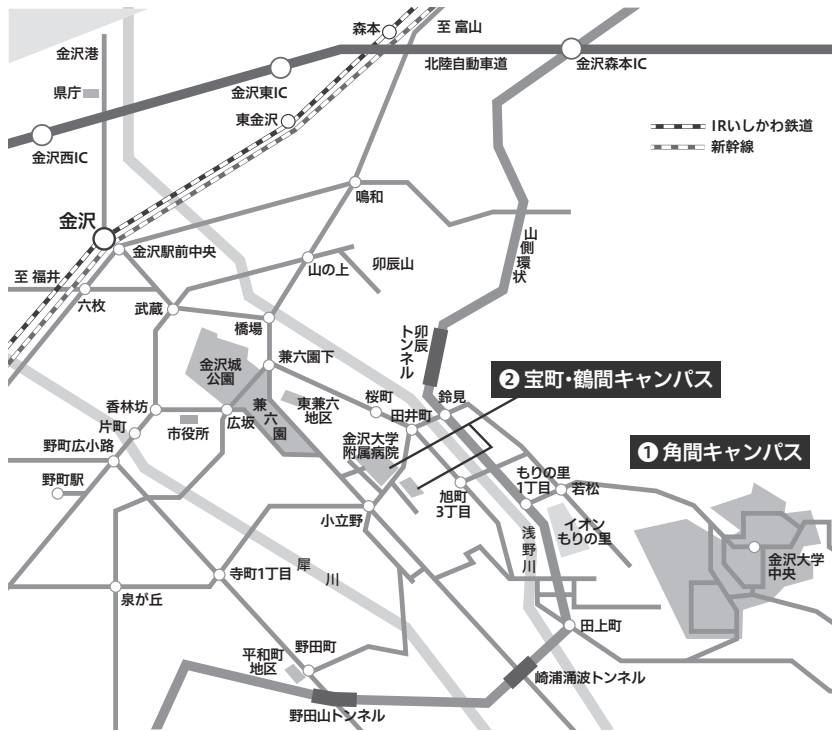 森本
至 富山
金沢港
北陸自動車道
金沢森本IC
県庁
金沢東IC
東金沢
IRいしかわ鉄道
新幹線
金沢西IC
鳴和
金沢
金沢駅前中央
山側環状
山の上
卯辰山
至 福井
六枚
武蔵
橋場
卯辰
トンネル
金沢城
公園
兼六園下
❷ 宝町・鶴間キャンパス
香林坊
片町
市役所
広坂
兼六園
東兼六
地区
桜町
田井町
鈴見
野町広小路
金沢大学
附属病院
❶ 角間キャンパス
野町駅
旭町
3丁目
もりの里
1丁目
若松
小立野
浅野川
イオン
もりの里
金沢大学
中央
寺町1丁目
犀川
泉が丘
田上町
平和町
地区
野田町
崎浦涌波トンネル
野田山トンネル